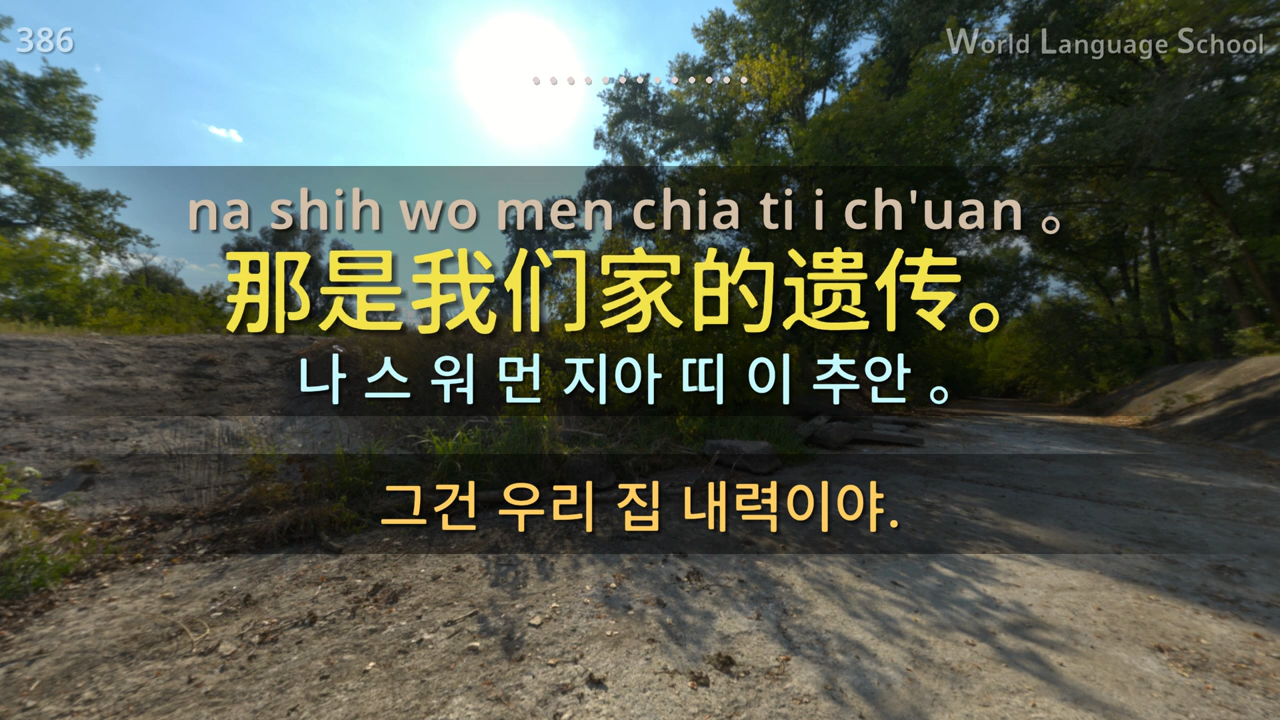 386
World Language School
na shih wo men chia ti i ch'uan 。
那是我们家的遗传。
나 스 워 먼 지아 띠 이 추안 。
그건 우리 집 내력이야.